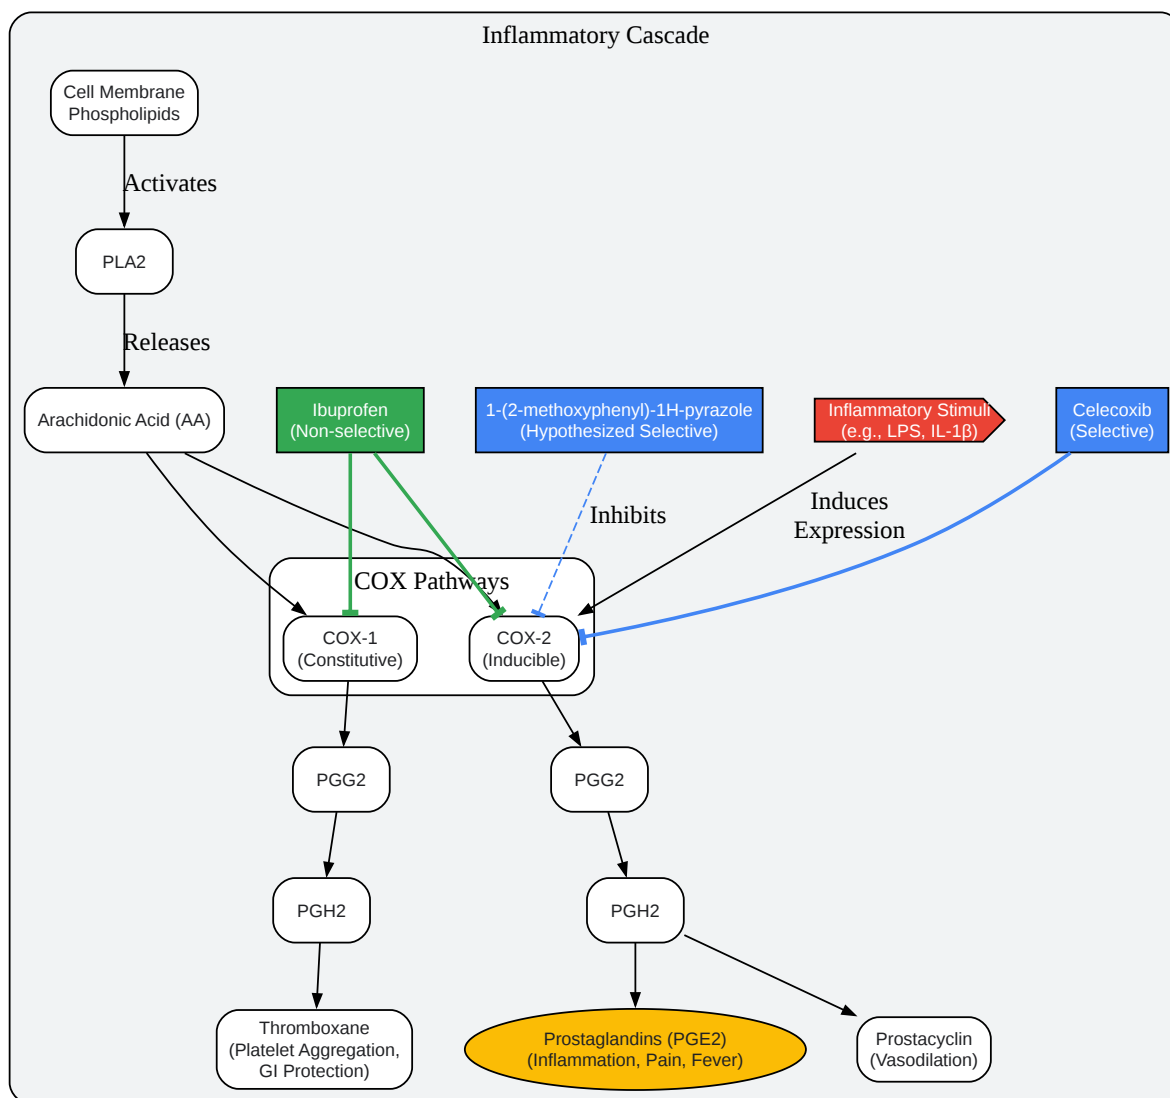 Inflammatory Cascade
Cell Membrane
Phospholipids
Activates
PLA2
Releases
Arachidonic Acid (AA)
Ibuprofen
(Non-selective)
1-(2-methoxyphenyl)-1H-pyrazole
(Hypothesized Selective)
Inflammatory Stimuli
(e.g., LPS, IL-1β)
Celecoxib
(Selective)
Inhibits
Induces
Expression
COX Pathways
COX-1
(Constitutive)
COX-2
(Inducible)
PGG2
PGG2
PGH2
PGH2
Thromboxane
(Platelet Aggregation,
GI Protection)
Prostaglandins (PGE2)
(Inflammation, Pain, Fever)
Prostacyclin
(Vasodilation)